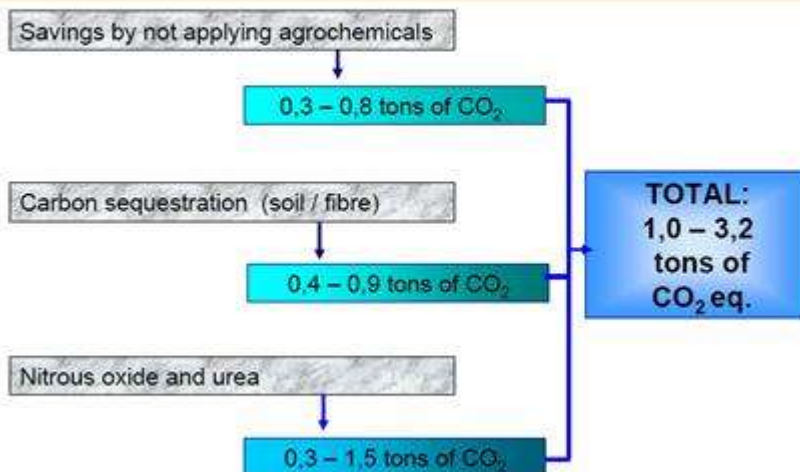 Savings by not applying agrochemicals
0,3 – 0,8 tons of CO₂
Carbon sequestration (soil / fibre)
0,4 – 0,9 tons of CO₂
Nitrous oxide and urea
0,3 – 1,5 tons of CO₂
TOTAL:
1,0 – 3,2
tons of
CO₂ eq.